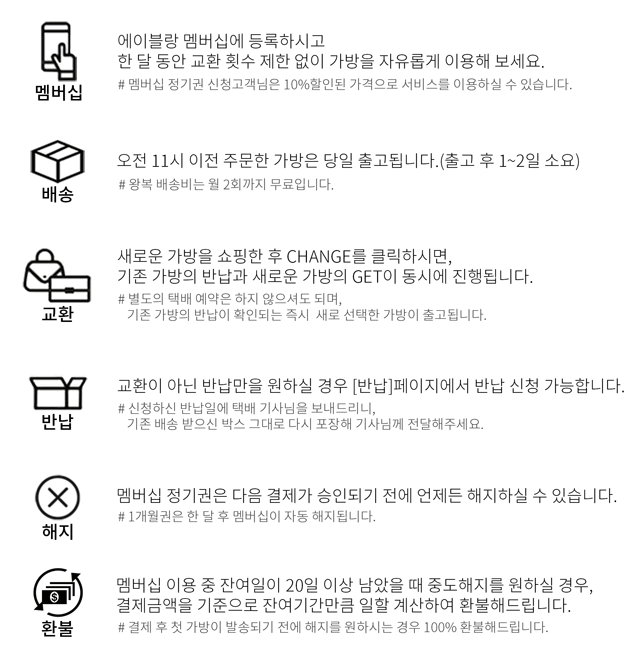 에이블랑 멤버십에 등록하시고
한 달 동안 교환 횟수 제한 없이 가방을 자유롭게 이용해 보세요.
# 멤버십 정기권 신청고객님은 10%할인된 가격으로 서비스를 이용하실 수 있습니다.
멤버십
오전 11시 이전 주문한 가방은 당일 출고됩니다.(출고 후 1~2일 소요)
# 왕복 배송비는 월 2회까지 무료입니다.
배송
새로운 가방을 쇼핑한 후 CHANGE를 클릭하시면,
기존 가방의 반납과 새로운 가방의 GET이 동시에 진행됩니다.
# 별도의 택배 예약은 하지 않으셔도 되며,
기존 가방의 반납이 확인되는 즉시 새로 선택한 가방이 출고됩니다.
교환
교환이 아닌 반납만을 원하실 경우 [반납]페이지에서 반납 신청 가능합니다.
# 신청하신 반납일에 택배 기사님을 보내드리니,
기존 배송 받으신 박스 그대로 다시 포장해 기사님께 전달해주세요.
반납
멤버십 정기권은 다음 결제가 승인되기 전에 언제든 해지하실 수 있습니다.
# 1개월권은 한 달 후 멤버십이 자동 해지됩니다.
해지
멤버십 이용 중 잔여일이 20일 이상 남았을 때 중도해지를 원하실 경우,
결제금액을 기준으로 잔여기간만큼 일할 계산하여 환불해드립니다.
# 결제 후 첫 가방이 발송되기 전에 해지를 원하시는 경우 100% 환불해드립니다.
환불